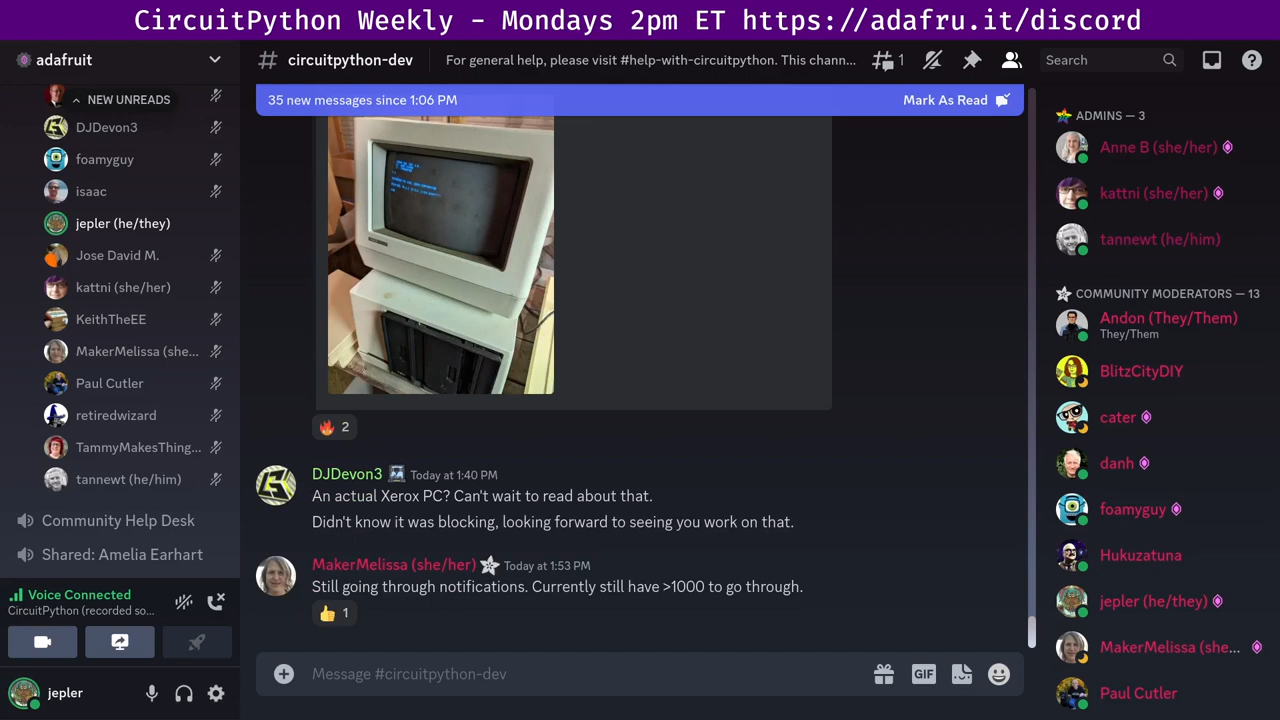 CircuitPython Weekly - Mondays 2pm ET https://adafru.it/discord
adafruit
NEW UNREADS
DJDevon3
foamyguy
isaac
jepler (he/they)
Jose David M.
kattni (she/her)
KeithTheEE
MakerMelissa (she...
Paul Cutler
retiredwizard
TammyMakesThing...
tannewt (he/him)
Community Help Desk
Shared: Amelia Earhart
Voice Connected
CircuitPython (recorded so...
jepler
# circuitpython-dev
For general help, please visit #help-with-circuitpython. This chann...
1
Search
35 new messages since 1:06 PM
Mark As Read
🔥 2
DJDevon3 Today at 1:40 PM
An actual Xerox PC? Can't wait to read about that.
Didn't know it was blocking, looking forward to seeing you work on that.
MakerMelissa (she/her) Today at 1:53 PM
Still going through notifications. Currently still have >1000 to go through.
👍 1
Message #circuitpython-dev
GIF
ADMINS — 3
Anne B (she/her)
kattni (she/her)
tannewt (he/him)
COMMUNITY MODERATORS — 13
Andon (They/Them)
They/Them
BlitzCityDIY
cater
danh
foamyguy
Hukuzatuna
jepler (he/they)
MakerMelissa (she...
Paul Cutler